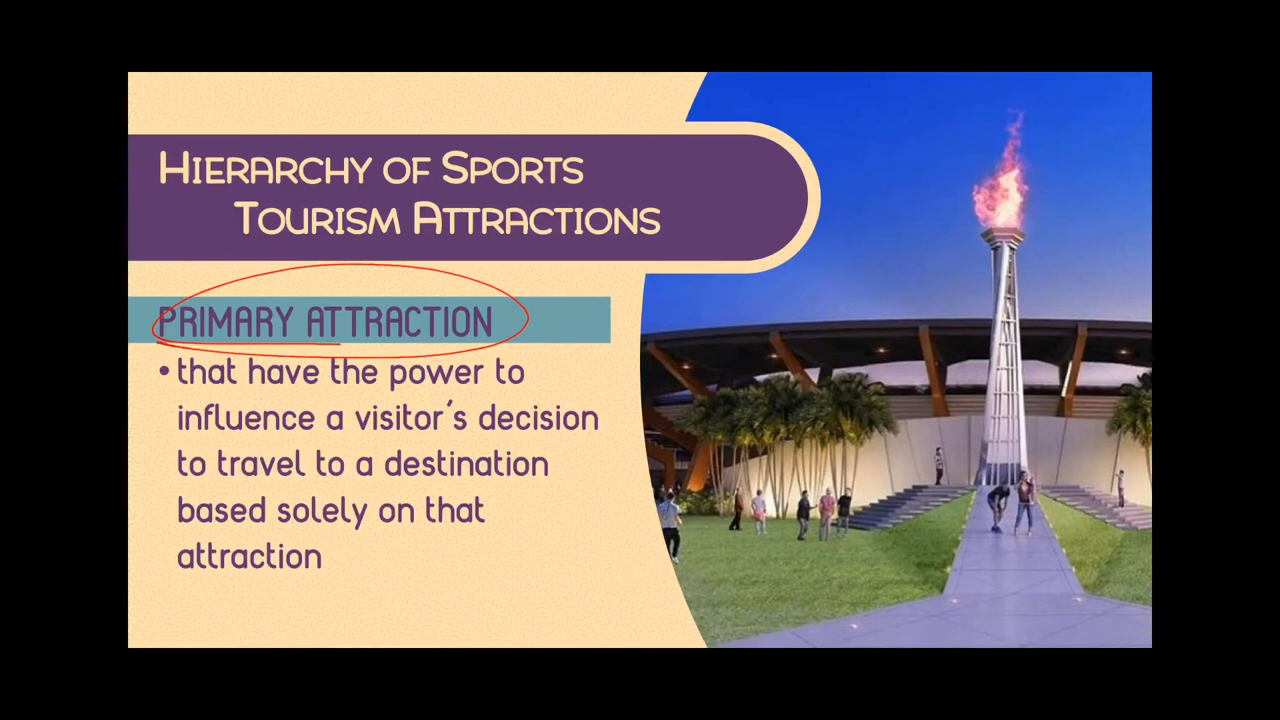 HIERARCHY OF SPORTS
TOURISM ATTRACTIONS
PRIMARY ATTRACTION
• that have the power to
influence a visitor's decision
to travel to a destination
based solely on that
attraction